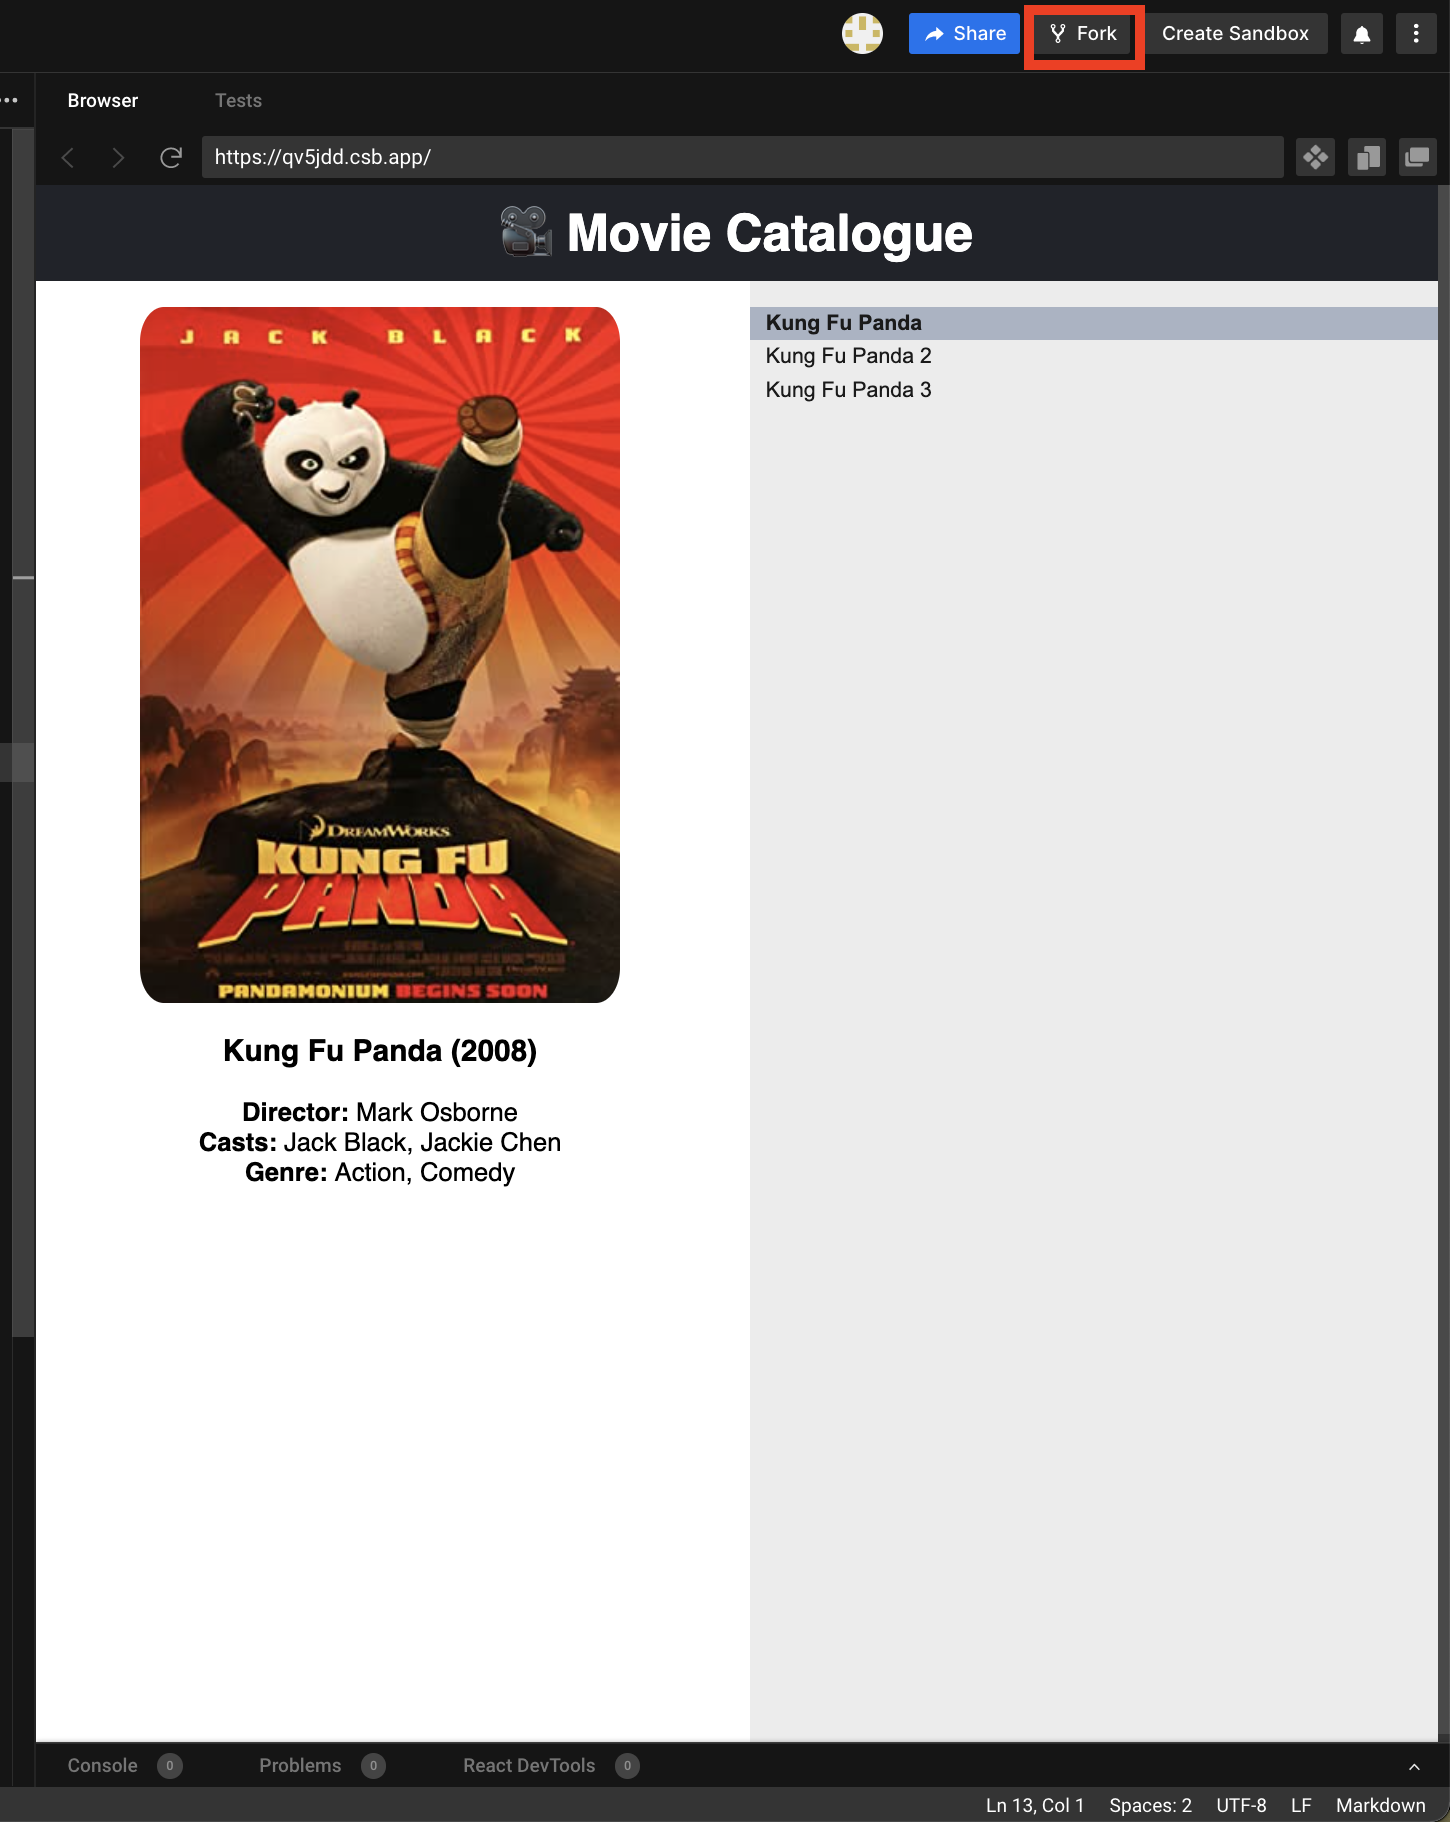 Share Fork Create Sandbox
Browser Tests
https://qv5jdd.csb.app/
Movie Catalogue
JACK BLACK
DREAMWORKS
KUNG FU
PANDA
PANDAMONIUM BEGINS SOON
Kung Fu Panda (2008)
Director: Mark Osborne
Casts: Jack Black, Jackie Chen
Genre: Action, Comedy
Kung Fu Panda
Kung Fu Panda 2
Kung Fu Panda 3
Console 0 Problems 0 React DevTools 0
Ln 13, Col 1 Spaces: 2 UTF-8 LF Markdown